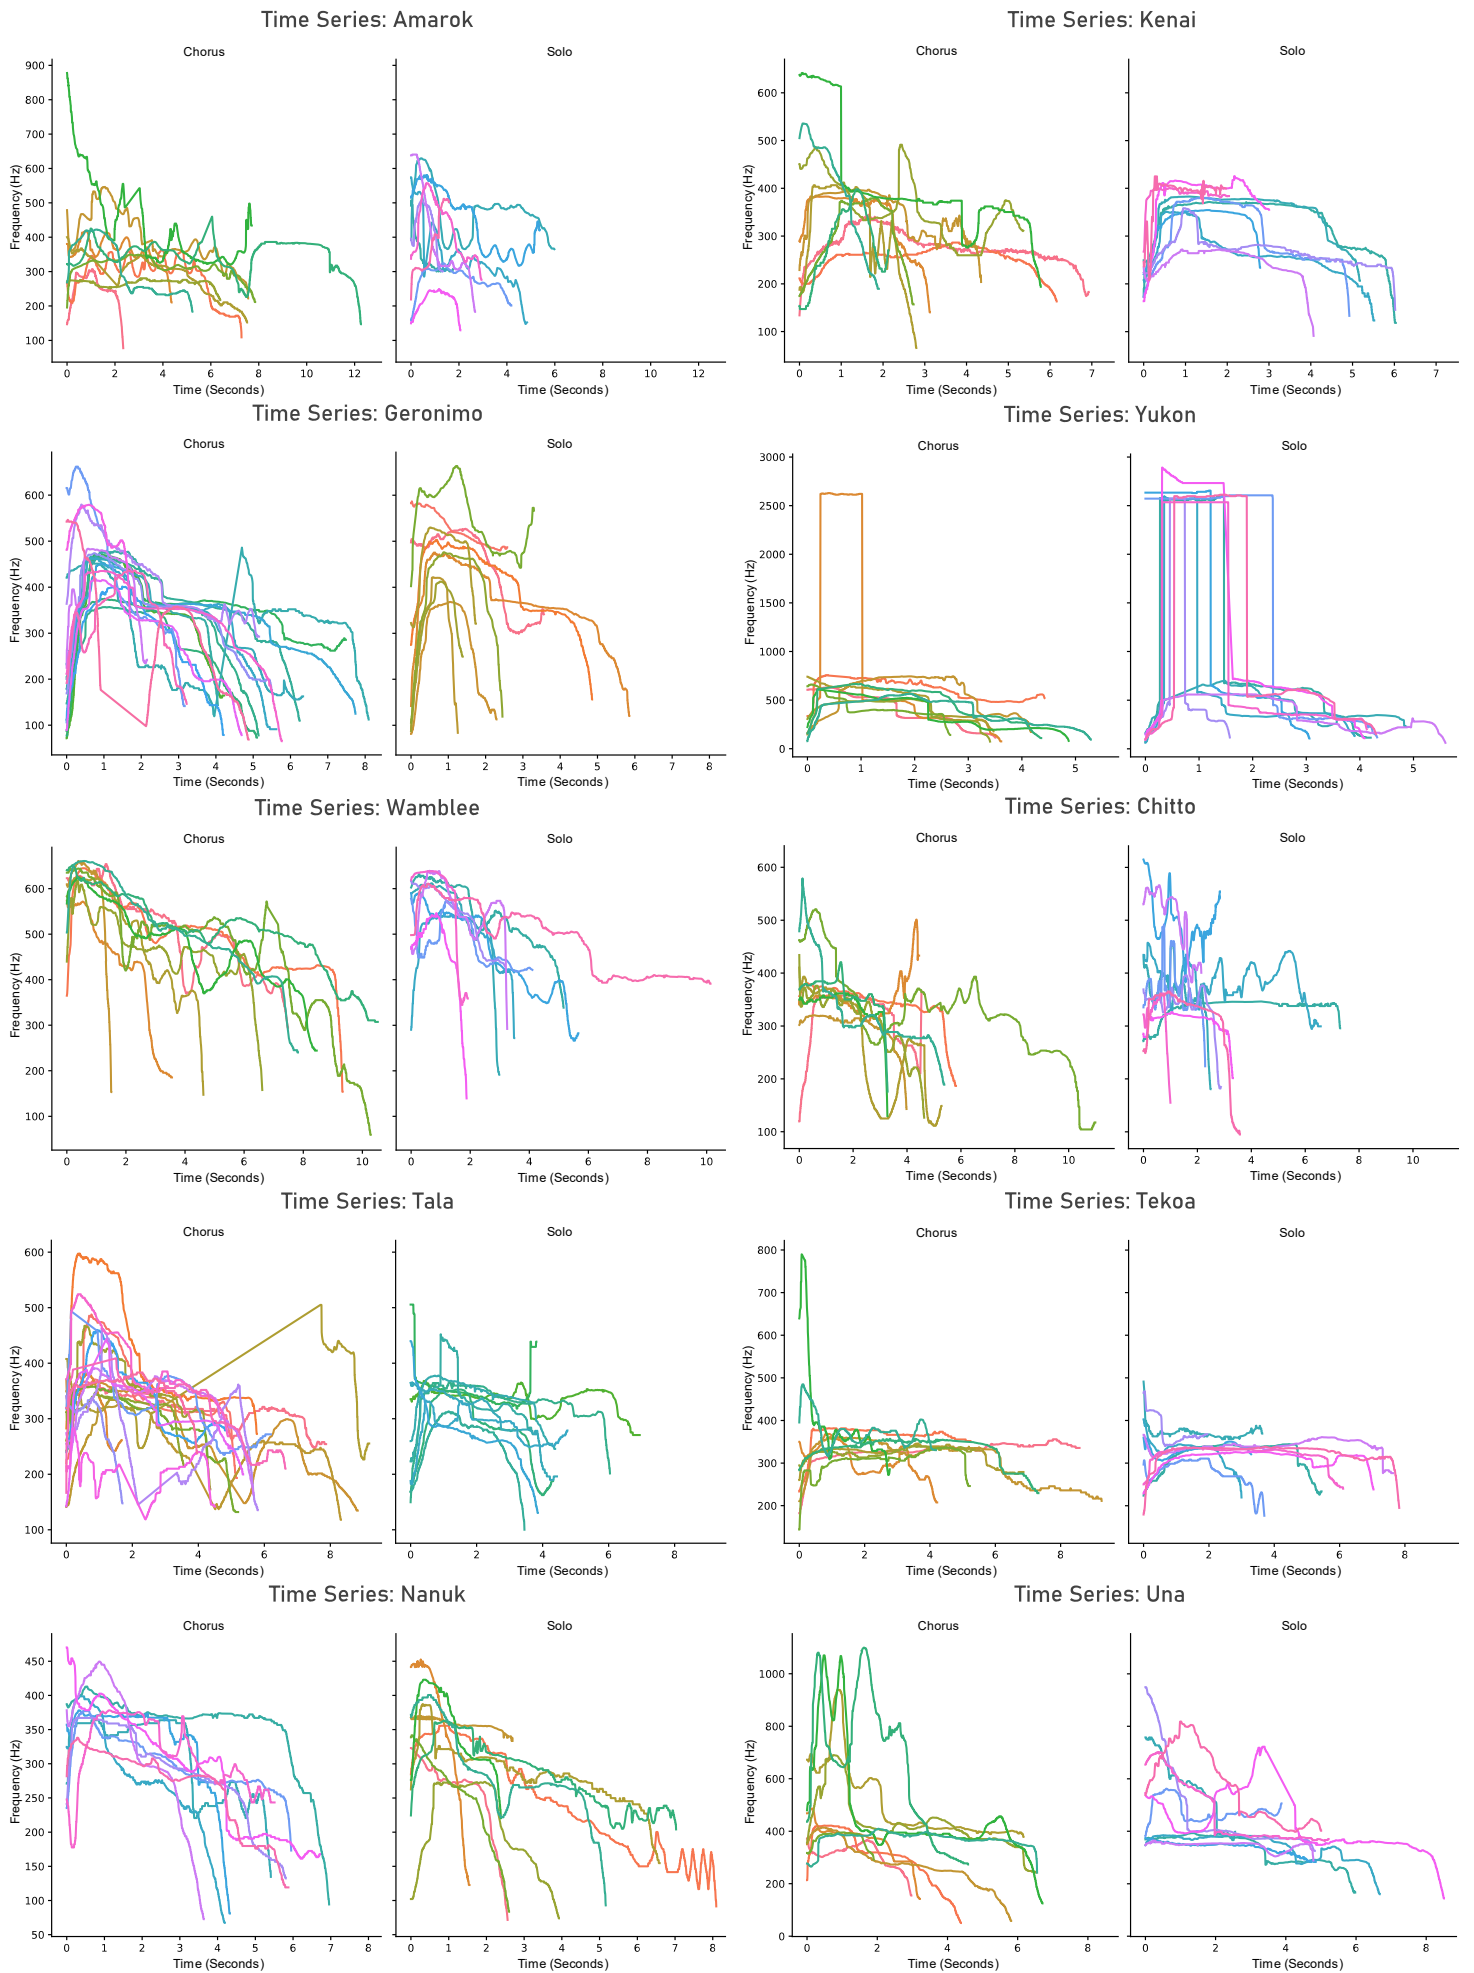 Time Series: Amarok
Chorus
Solo
Frequency (Hz)
900
800
700
600
500
400
300
200
100
0 2 4 6 8 10 12
0 2 4 6 8 10 12
Time (Seconds)
Time (Seconds)
Time Series: Kenai
Chorus
Solo
Frequency (Hz)
600
500
400
300
200
100
0 1 2 3 4 5 6 7
0 1 2 3 4 5 6 7
Time (Seconds)
Time (Seconds)
Time Series: Geronimo
Chorus
Solo
Frequency (Hz)
600
500
400
300
200
100
0 1 2 3 4 5 6 7 8
0 1 2 3 4 5 6 7 8
Time (Seconds)
Time (Seconds)
Time Series: Yukon
Chorus
Solo
Frequency (Hz)
3000
2500
2000
1500
1000
500
0
0 1 2 3 4 5
0 1 2 3 4 5
Time (Seconds)
Time (Seconds)
Time Series: Wamblee
Chorus
Solo
Frequency (Hz)
600
500
400
300
200
100
0 2 4 6 8 10
0 2 4 6 8 10
Time (Seconds)
Time (Seconds)
Time Series: Chitto
Chorus
Solo
Frequency (Hz)
600
500
400
300
200
100
0 2 4 6 8 10
0 2 4 6 8 10
Time (Seconds)
Time (Seconds)
Time Series: Tala
Chorus
Solo
Frequency (Hz)
600
500
400
300
200
100
0 2 4 6 8
0 2 4 6 8
Time (Seconds)
Time (Seconds)
Time Series: Tekoa
Chorus
Solo
Frequency (Hz)
800
700
600
500
400
300
200
0 2 4 6 8
0 2 4 6 8
Time (Seconds)
Time (Seconds)
Time Series: Nanuk
Chorus
Solo
Frequency (Hz)
450
400
350
300
250
200
150
100
50
0 1 2 3 4 5 6 7 8
0 1 2 3 4 5 6 7 8
Time (Seconds)
Time (Seconds)
Time Series: Una
Chorus
Solo
Frequency (Hz)
1000
800
600
400
200
0
0 2 4 6 8
0 2 4 6 8
Time (Seconds)
Time (Seconds)